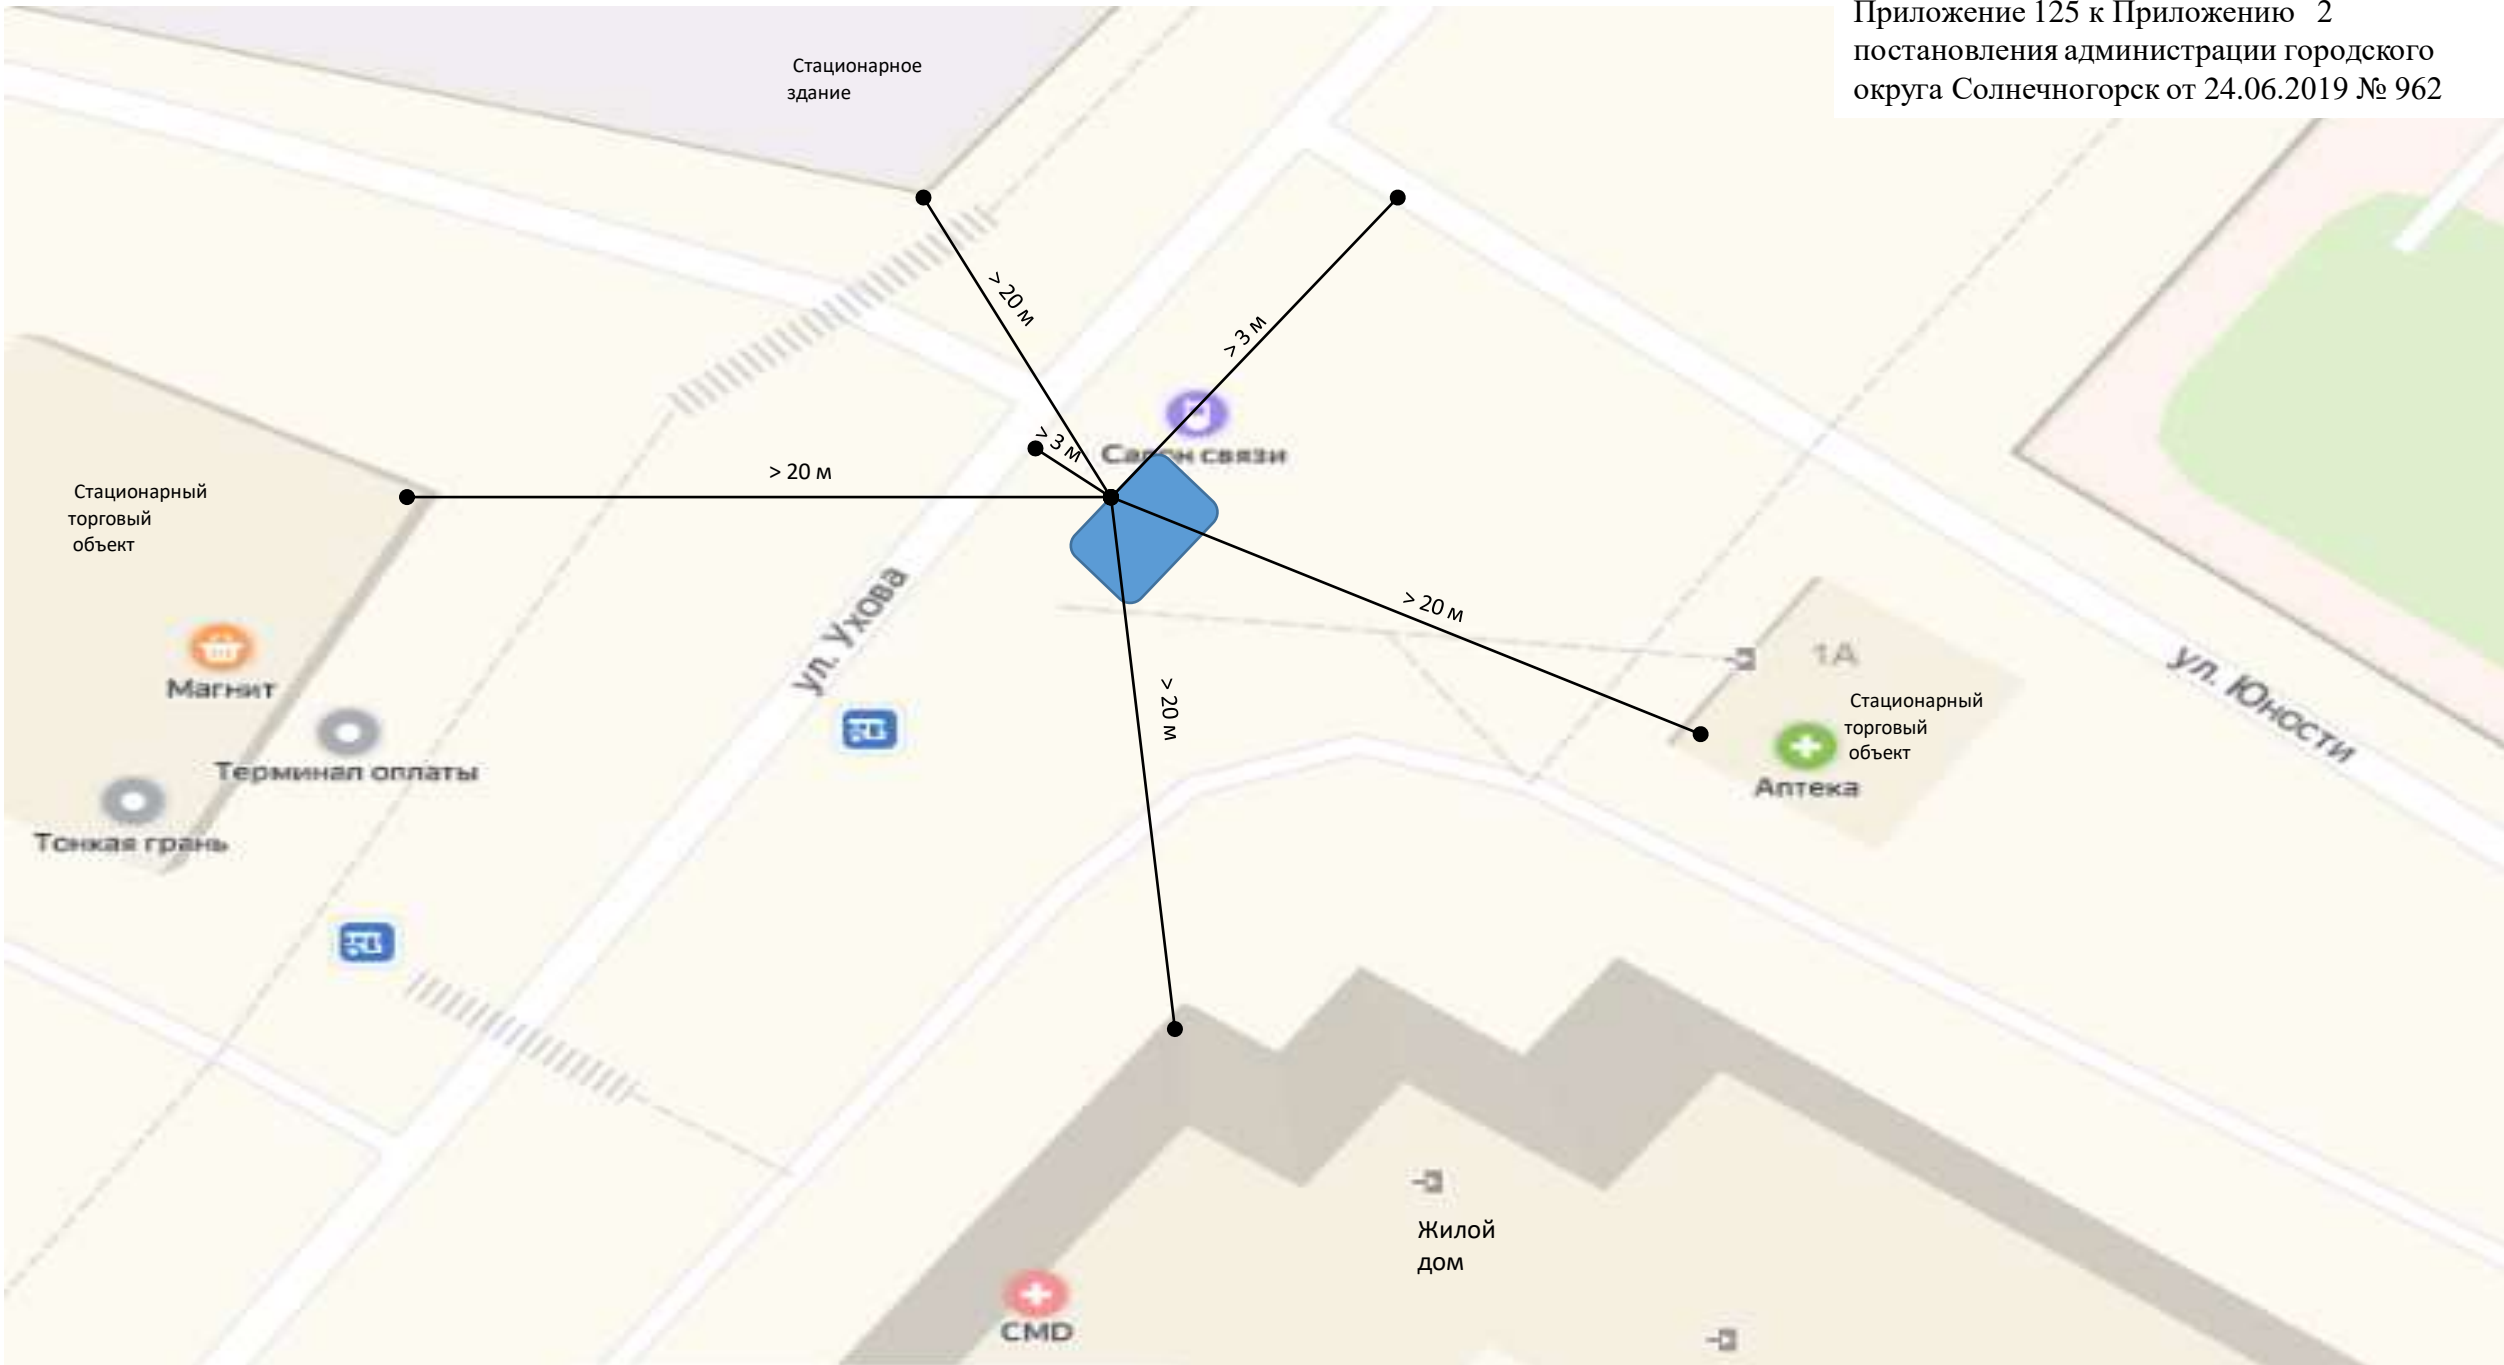 Приложение 125 к Приложению 2
постановления администрации городского
округа Солнечногорск от 24.06.2019 № 962
Стационарное
здание
> 20 м
> 3 м
> 3 м
Салон связи
> 20 м
Стационарный
торговый
объект
ул. Ухова
> 20 м
Магнит
1А
ул. Юности
> 20 м
Стационарный
торговый
объект
Терминал оплаты
Аптека
Тонкая грань
Жилой
дом
CMD